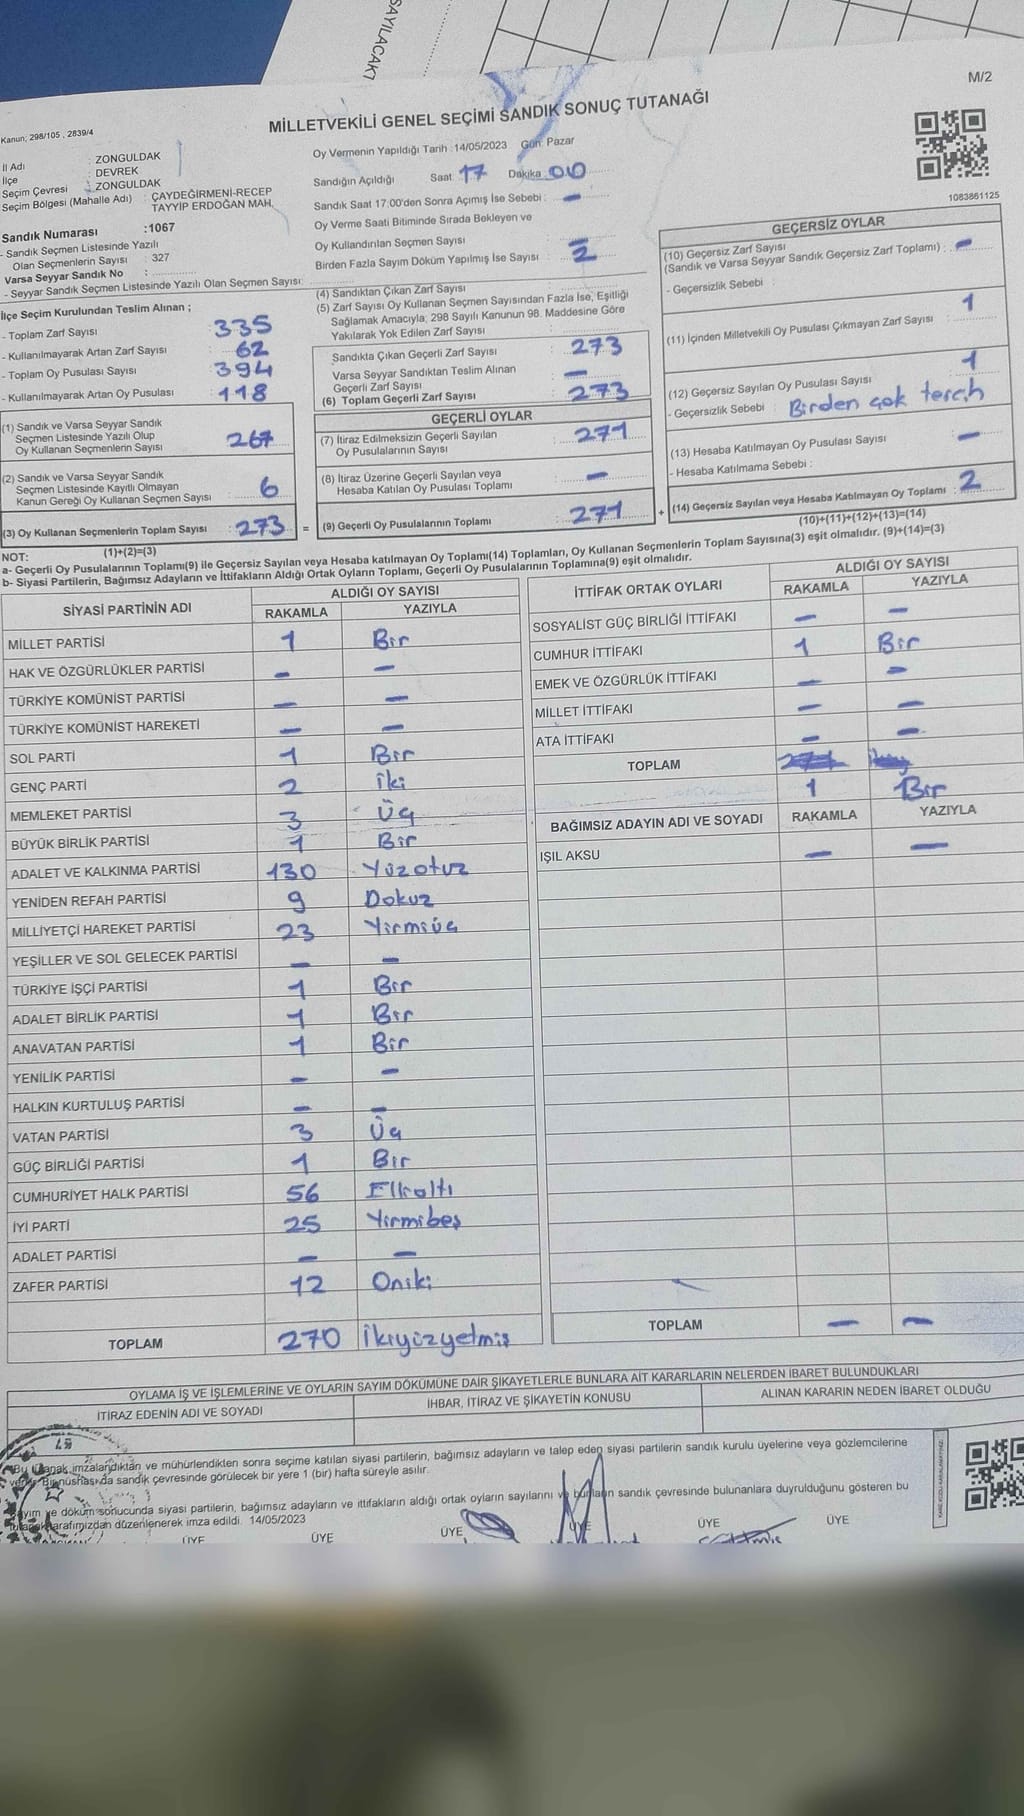 SAYILACAKT
M/2
Kanun; 298/105 , 2839/4
MİLLETVEKİLİ GENEL SEÇİMİ SANDIK SONUÇ TUTANAĞI
İl Adı : ZONGULDAK
İlçe : DEVREK
Seçim Çevresi : ZONGULDAK
Seçim Bölgesi (Mahalle Adı) : ÇAYDEĞİRMENİ-RECEP
TAYYİP ERDOĞAN MAH.
Sandık Numarası :1067
- Sandık Seçmen Listesinde Yazılı
Olan Seçmenlerin Sayısı : 327
Varsa Seyyar Sandık No :
- Seyyar Sandık Seçmen Listesinde Yazılı Olan Seçmen Sayısı:
Oy Vermenin Yapıldığı Tarih :14/05/2023 Gün: Pazar
Sandığın Açıldığı Saat: 17 Dakika: 00
Sandık Saat 17:00'den Sonra Açımış İse Sebebi : -
Oy Verme Saati Bitiminde Sırada Bekleyen ve
Oy Kullandırılan Seçmen Sayısı : -
Birden Fazla Sayım Döküm Yapılmış İse Sayısı : 2
1083861125
İlçe Seçim Kurulundan Teslim Alınan ;
- Toplam Zarf Sayısı : 335
- Kullanılmayarak Artan Zarf Sayısı : 62
- Toplam Oy Pusulası Sayısı : 394
- Kullanılmayarak Artan Oy Pusulası : 118
(1) Sandık ve Varsa Seyyar Sandık
Seçmen Listesinde Yazılı Olup
Oy Kullanan Seçmenlerin Sayısı : 267
(2) Sandık ve Varsa Seyyar Sandık
Seçmen Listesinde Kayıtlı Olmayan
Kanun Gereği Oy Kullanan Seçmen Sayısı : 6
(3) Oy Kullanan Seçmenlerin Toplam Sayısı : 273
(1)+(2)=(3)
(4) Sandıktan Çıkan Zarf Sayısı :
(5) Zarf Sayısı Oy Kullanan Seçmen Sayısından Fazla İse, Eşitliği
Sağlamak Amacıyla; 298 Sayılı Kanunun 98. Maddesine Göre
Yakılarak Yok Edilen Zarf Sayısı :
Sandıkta Çıkan Geçerli Zarf Sayısı : 273
Varsa Seyyar Sandıktan Teslim Alınan
Geçerli Zarf Sayısı : -
(6) Toplam Geçerli Zarf Sayısı : 273
GEÇERLİ OYLAR
(7) İtiraz Edilmeksizin Geçerli Sayılan
Oy Pusulalarının Sayısı : 271
(8) İtiraz Üzerine Geçerli Sayılan veya
Hesaba Katılan Oy Pusulası Toplamı : -
= (9) Geçerli Oy Pusulalarının Toplamı : 271
GEÇERSİZ OYLAR
(10) Geçersiz Zarf Sayısı
(Sandık ve Varsa Seyyar Sandık Geçersiz Zarf Toplamı) : -
- Geçersizlik Sebebi :
(11) İçinden Milletvekili Oy Pusulası Çıkmayan Zarf Sayısı : 1
(12) Geçersiz Sayılan Oy Pusulası Sayısı : 1
- Geçersizlik Sebebi : Birden çok tercih
(13) Hesaba Katılmayan Oy Pusulası Sayısı : -
- Hesaba Katılmama Sebebi :
+ (14) Geçersiz Sayılan veya Hesaba Katılmayan Oy Toplamı : 2
(10)+(11)+(12)+(13)=(14)
NOT:
a- Geçerli Oy Pusulalarının Toplamı(9) ile Geçersiz Sayılan veya Hesaba katılmayan Oy Toplamı(14) Toplamları, Oy Kullanan Seçmenlerin Toplam Sayısına(3) eşit olmalıdır. (9)+(14)=(3)
b- Siyasi Partilerin, Bağımsız Adayların ve İttifakların Aldığı Ortak Oyların Toplamı, Geçerli Oy Pusulalarının Toplamına(9) eşit olmalıdır.
SİYASİ PARTİNİN ADI ALDIĞI OY SAYISI
RAKAMLA YAZIYLA
MİLLET PARTİSİ 1 Bir
HAK VE ÖZGÜRLÜKLER PARTİSİ - -
TÜRKİYE KOMÜNİST PARTİSİ - -
TÜRKİYE KOMÜNİST HAREKETİ - -
SOL PARTİ 1 Bir
GENÇ PARTİ 2 İki
MEMLEKET PARTİSİ 3 Üç
BÜYÜK BİRLİK PARTİSİ 1 Bir
ADALET VE KALKINMA PARTİSİ 130 Yüzotuz
YENİDEN REFAH PARTİSİ 9 Dokuz
MİLLİYETÇİ HAREKET PARTİSİ 23 Yirmiüç
YEŞİLLER VE SOL GELECEK PARTİSİ - -
TÜRKİYE İŞÇİ PARTİSİ 1 Bir
ADALET BİRLİK PARTİSİ 1 Bir
ANAVATAN PARTİSİ 1 Bir
YENİLİK PARTİSİ - -
HALKIN KURTULUŞ PARTİSİ - -
VATAN PARTİSİ 3 Üç
GÜÇ BİRLİĞİ PARTİSİ 1 Bir
CUMHURİYET HALK PARTİSİ 56 Ellialtı
İYİ PARTİ 25 Yirmibeş
ADALET PARTİSİ - -
ZAFER PARTİSİ 12 Oniki
TOPLAM 270 İkiyüzyetmiş
İTTİFAK ORTAK OYLARI ALDIĞI OY SAYISI
RAKAMLA YAZIYLA
SOSYALİST GÜÇ BİRLİĞİ İTTİFAKI - -
CUMHUR İTTİFAKI 1 Bir
EMEK VE ÖZGÜRLÜK İTTİFAKI - -
MİLLET İTTİFAKI - -
ATA İTTİFAKI - -
TOPLAM
1 Bir
BAĞIMSIZ ADAYIN ADI VE SOYADI RAKAMLA YAZIYLA
IŞIL AKSU - -
TOPLAM - -
OYLAMA İŞ VE İŞLEMLERİNE VE OYLARIN SAYIM DÖKÜMÜNE DAİR ŞİKAYETLERLE BUNLARA AİT KARARLARIN NELERDEN İBARET BULUNDUKLARI
İTİRAZ EDENİN ADI VE SOYADI İHBAR, İTİRAZ VE ŞİKAYETİN KONUSU ALINAN KARARIN NEDEN İBARET OLDUĞU
imzalandıktan ve mühürlendikten sonra seçime katılan siyasi partilerin, bağımsız adayların ve talep eden siyasi partilerin sandık kurulu üyelerine veya gözlemcilerine
sandık çevresinde görülecek bir yere 1 (bir) hafta süreyle asılır.
ve döküm sonucunda siyasi partilerin, bağımsız adayların ve ittifakların aldığı ortak oyların sayılarını ve bunların sandık çevresinde bulunanlara duyrulduğunu gösteren bu
tarafımızdan düzenlenerek imza edildi. 14/05/2023
ÜYE ÜYE ÜYE ÜYE ÜYE ÜYE